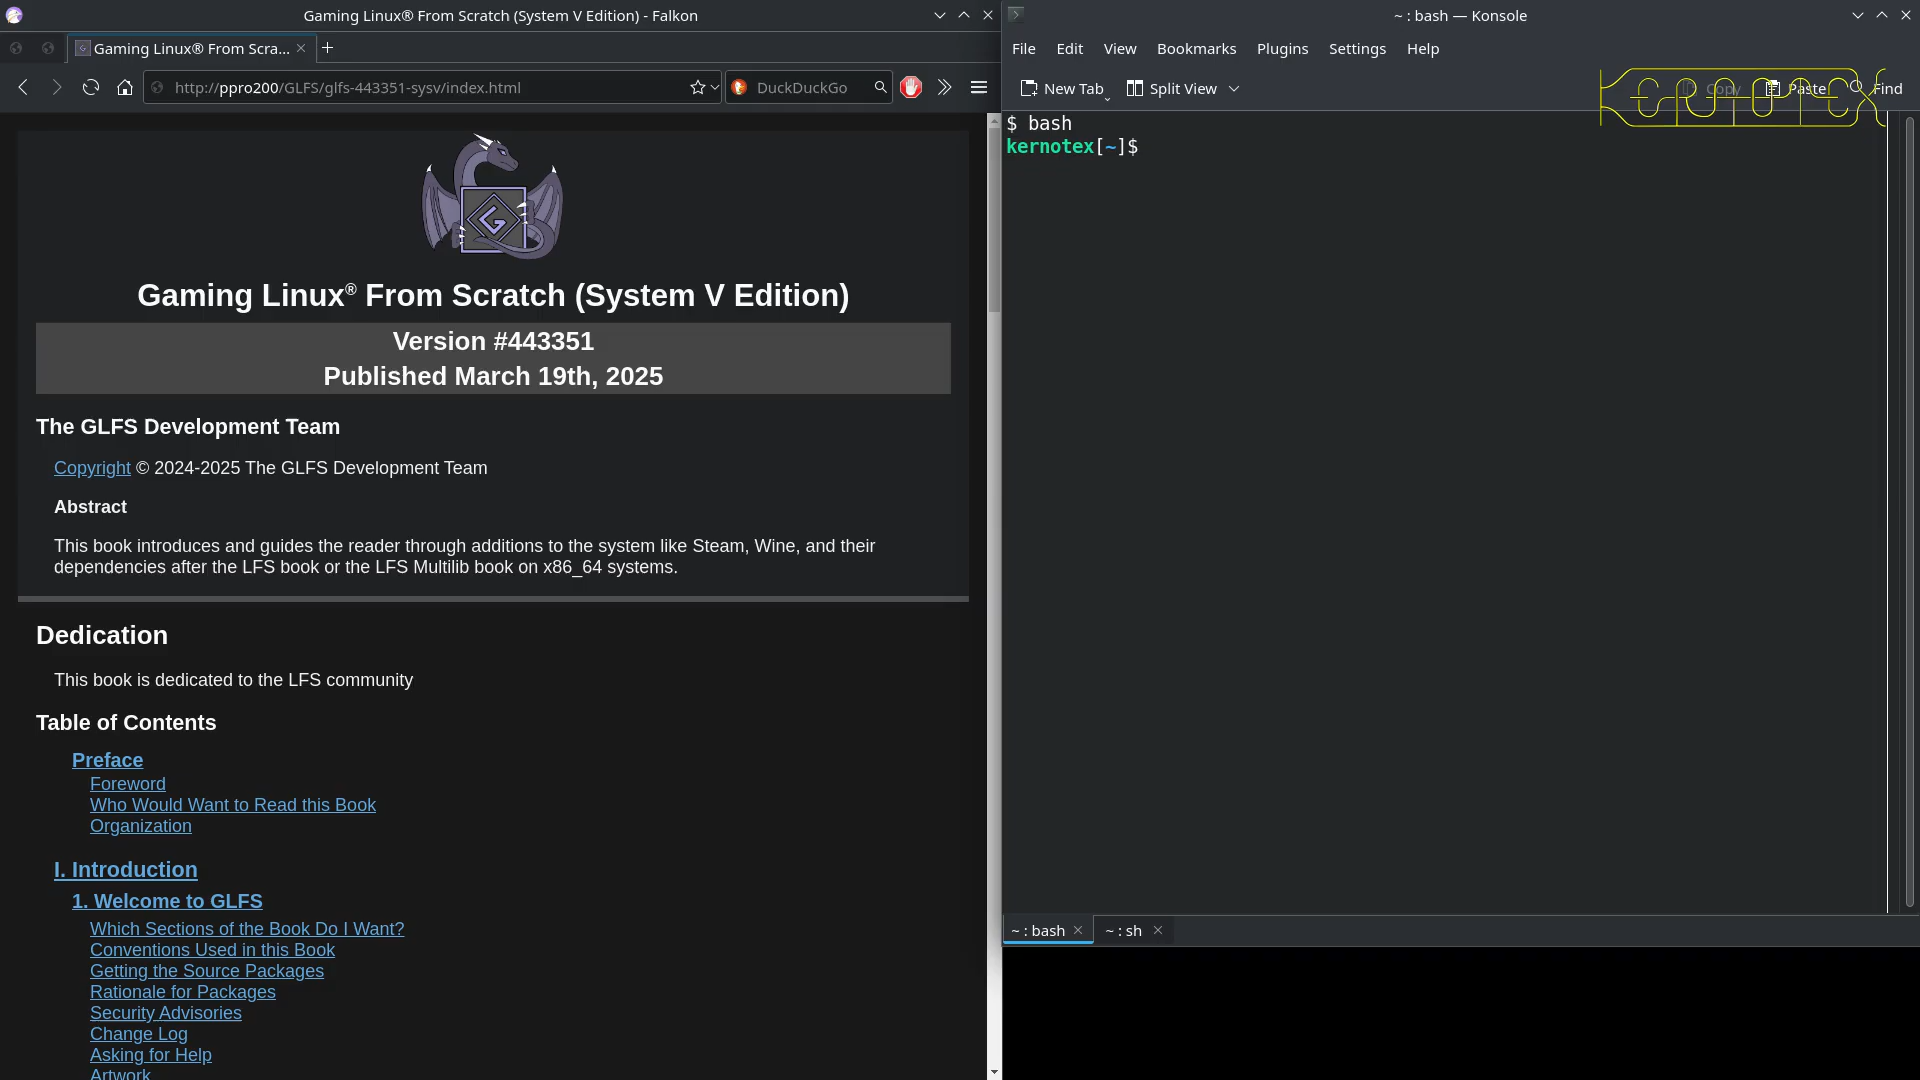 Gaming Linux® From Scratch (System V Edition) - Falkon
Gaming Linux® From Scra...
http://ppro200/GLFS/glfs-443351-sysv/index.html
DuckDuckGo
Gaming Linux® From Scratch (System V Edition)
Version #443351
Published March 19th, 2025
The GLFS Development Team
Copyright © 2024-2025 The GLFS Development Team
Abstract
This book introduces and guides the reader through additions to the system like Steam, Wine, and their
dependencies after the LFS book or the LFS Multilib book on x86_64 systems.
Dedication
This book is dedicated to the LFS community
Table of Contents
Preface
Foreword
Who Would Want to Read this Book
Organization
I. Introduction
1. Welcome to GLFS
Which Sections of the Book Do I Want?
Conventions Used in this Book
Getting the Source Packages
Rationale for Packages
Security Advisories
Change Log
Asking for Help
Artwork
~ : bash — Konsole
File Edit View Bookmarks Plugins Settings Help
New Tab Split View Copy Paste Find
$ bash
kernotex[~]$
~ : bash ~ : sh